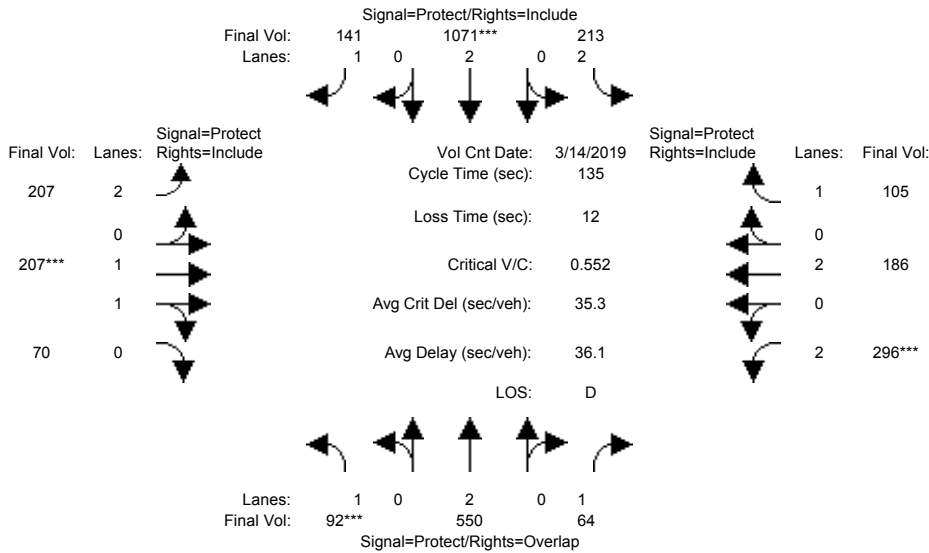 Signal=Protect/Rights=Include
Final Vol: 141 1071*** 213
Lanes: 1 0 2 0 2
Signal=Protect
Final Vol: Lanes: Rights=Include
Vol Cnt Date: 3/14/2019
Signal=Protect
Rights=Include Lanes: Final Vol:
Cycle Time (sec): 135
207 2
1 105
Loss Time (sec): 12
0
0
207*** 1
Critical V/C: 0.552
2 186
1
Avg Crit Del (sec/veh): 35.3
0
70 0
Avg Delay (sec/veh): 36.1
2 296***
LOS: D
Lanes: 1 0 2 0 1
Final Vol: 92*** 550 64
Signal=Protect/Rights=Overlap